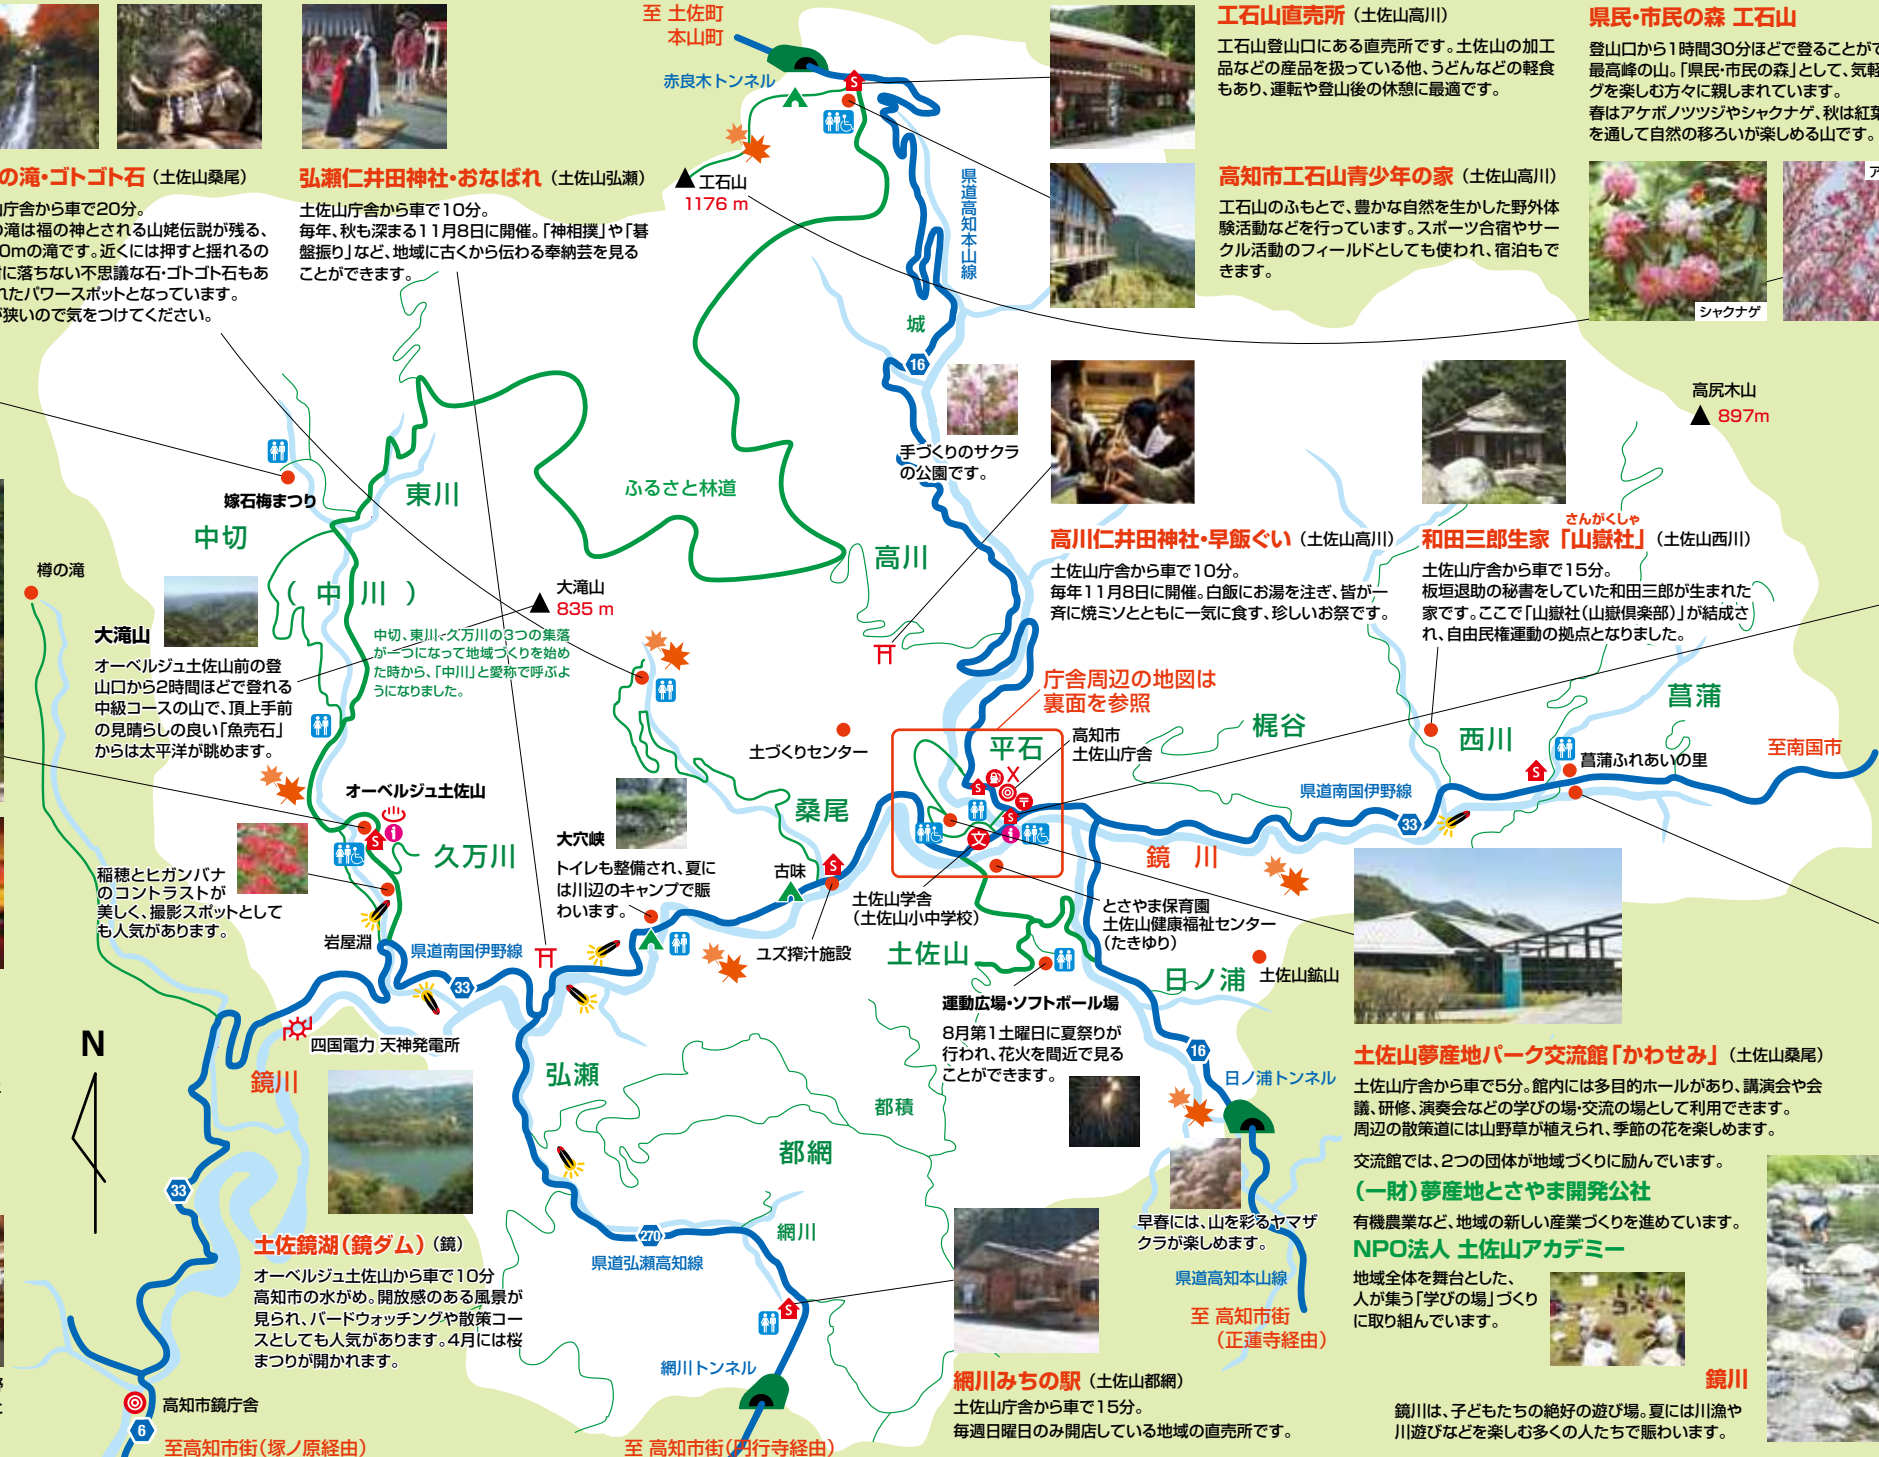 至 土佐町
本山町
赤良木トンネル
工石山
1176 m
県道高知本山線
城
16
の滝・ゴトゴト石（土佐山桑尾）
庁舎から車で20分。
滝は福の神とされる山姥伝説が残る、
0mの滝です。近くには押すと揺れるの
に落ちない不思議な石・ゴトゴト石もあ
れたパワースポットとなっています。
狭いので気をつけてください。
弘瀬仁井田神社・おなばれ（土佐山弘瀬）
土佐山庁舎から車で10分。
毎年、秋も深まる11月8日に開催。「神相撲」や「碁
盤振り」など、地域に古くから伝わる奉納芸を見る
ことができます。
工石山直売所（土佐山高川）
工石山登山口にある直売所です。土佐山の加工
品などの産品を扱っている他、うどんなどの軽食
もあり、運転や登山後の休憩に最適です。
高知市工石山青少年の家（土佐山高川）
工石山のふもとで、豊かな自然を生かした野外体
験活動などを行っています。スポーツ合宿やサー
クル活動のフィールドとしても使われ、宿泊もで
きます。
県民・市民の森 工石山
登山口から1時間30分ほどで登ることがで
最高峰の山。「県民・市民の森」として、気軽
グを楽しむ方々に親しまれています。
春はアケボノツツジやシャクナゲ、秋は紅葉
を通して自然の移ろいが楽しめる山です。
シャクナゲ
ア
高尻木山
897m
手づくりのサクラ
の公園です。
嫁石梅まつり
東川
中切
（ 中 川 ）
ふるさと林道
高川
樽の滝
大滝山
835 m
中切、東川、久万川の3つの集落
が一つになって地域づくりを始め
た時から、「中川」と愛称で呼ぶよ
うになりました。
大滝山
オーベルジュ土佐山前の登
山口から2時間ほどで登れる
中級コースの山で、頂上手前
の見晴らしの良い「魚売石」
からは太平洋が眺めます。
高川仁井田神社・早飯ぐい（土佐山高川）
土佐山庁舎から車で10分。
毎年11月8日に開催。白飯にお湯を注ぎ、皆が一
斉に焼ミソとともに一気に食す、珍しいお祭です。
さんがくしゃ
和田三郎生家「山嶽社」（土佐山西川）
土佐山庁舎から車で15分。
板垣退助の秘書をしていた和田三郎が生まれた
家です。ここで「山嶽社（山嶽倶楽部）」が結成さ
れ、自由民権運動の拠点となりました。
庁舎周辺の地図は
裏面を参照
高知市
土佐山庁舎
平石
梶谷
西川
菖蒲
菖蒲ふれあいの里
至南国市
県道南国伊野線
33
鏡 川
土づくりセンター
桑尾
オーベルジュ土佐山
久万川
稲穂とヒガンバナ
のコントラストが
美しく、撮影スポットとして
も人気があります。
大穴峡
トイレも整備され、夏に
は川辺のキャンプで賑
わいます。
古味
ユズ搾汁施設
土佐山学舎
（土佐山小中学校）
文
とさやま保育園
土佐山健康福祉センター
（たきゆり）
土佐山
日ノ浦
土佐山鉱山
岩屋淵
県道南国伊野線
33
四国電力 天神発電所
運動広場・ソフトボール場
8月第1土曜日に夏祭りが
行われ、花火を間近で見る
ことができます。
16
日ノ浦トンネル
N
鏡川
弘瀬
都積
都網
網川
33
土佐鏡湖（鏡ダム）（鏡）
オーベルジュ土佐山から車で10分
高知市の水がめ。開放感のある風景が
見られ、バードウォッチングや散策コー
スとしても人気があります。4月には桜
まつりが開かれます。
270
県道弘瀬高知線
早春には、山を彩るヤマザ
クラが楽しめます。
県道高知本山線
至 高知市街
（正蓮寺経由）
網川トンネル
至 高知市街（円行寺経由）
網川みちの駅（土佐山都網）
土佐山庁舎から車で15分。
毎週日曜日のみ開店している地域の直売所です。
高知市鏡庁舎
6
至高知市街（塚ノ原経由）
土佐山夢産地パーク交流館「かわせみ」（土佐山桑尾）
土佐山庁舎から車で5分。館内には多目的ホールがあり、講演会や会
議、研修、演奏会などの学びの場・交流の場として利用できます。
周辺の散策道には山野草が植えられ、季節の花を楽しめます。
交流館では、2つの団体が地域づくりに励んでいます。
（一財）夢産地とさやま開発公社
有機農業など、地域の新しい産業づくりを進めています。
NPO法人 土佐山アカデミー
地域全体を舞台とした、
人が集う「学びの場」づくり
に取り組んでいます。
鏡川
鏡川は、子どもたちの絶好の遊び場。夏には川漁や
川遊びなどを楽しむ多くの人たちで賑わいます。